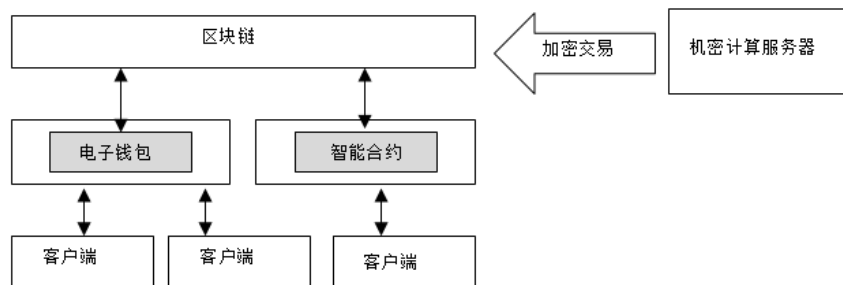 区块链
加密交易
机密计算服务器
电子钱包
智能合约
客户端
客户端
客户端